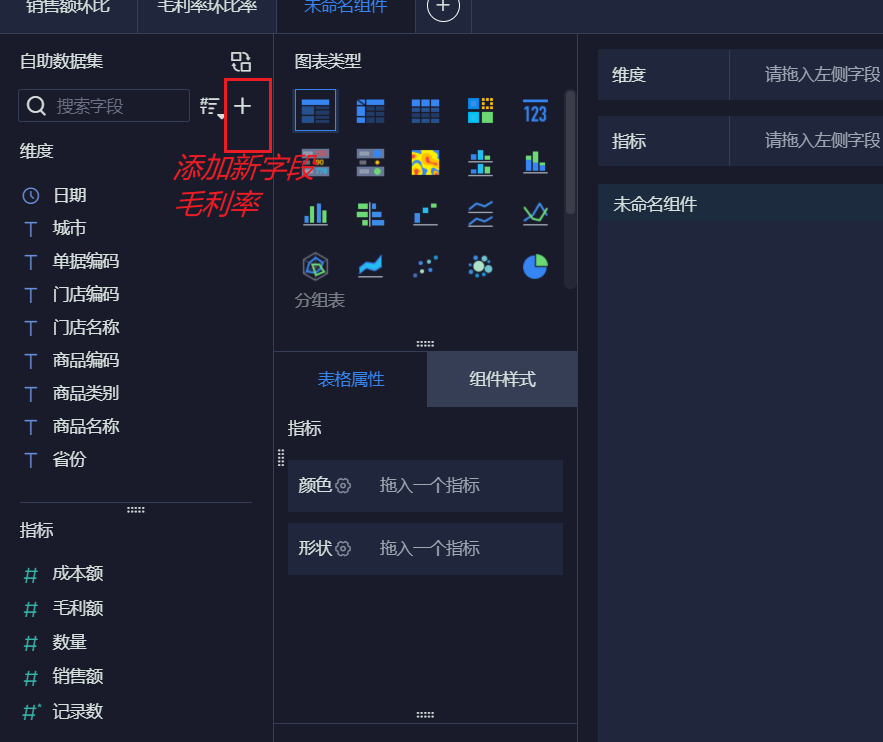 销售额环比 毛利率环比率 未命名组件
自助数据集
搜索字段
添加新字段
毛利率
维度
日期
城市
单据编码
门店编码
门店名称
商品编码
商品类别
商品名称
省份
指标
成本额
毛利额
数量
销售额
记录数
图表类型
123
分组表
表格属性 组件样式
指标
颜色 拖入一个指标
形状 拖入一个指标
维度 请拖入左侧字段
指标 请拖入左侧字段
未命名组件